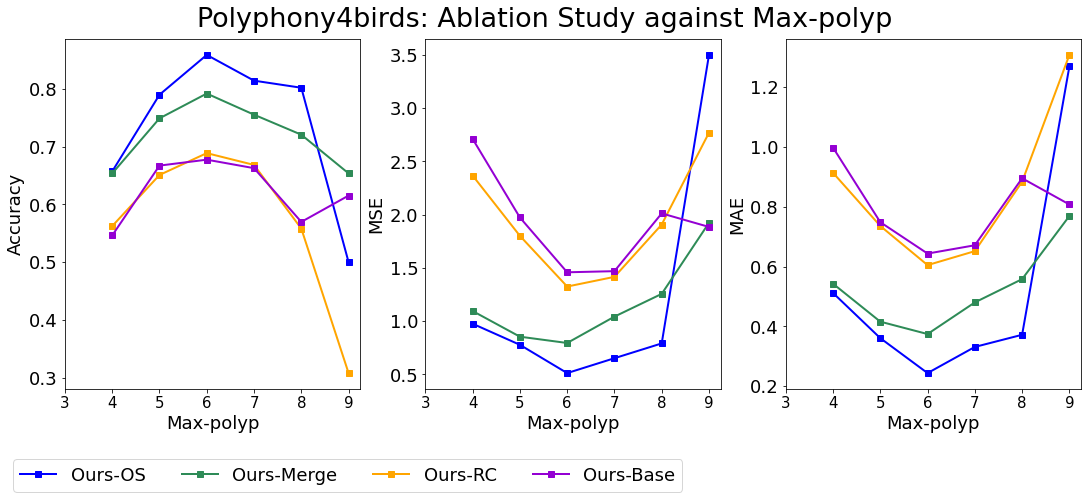 Polyphony4birds: Ablation Study against Max-polyp
Accuracy
0.8
0.7
0.6
0.5
0.4
0.3
3 4 5 6 7 8 9
Max-polyp
MSE
3.5
3.0
2.5
2.0
1.5
1.0
0.5
3 4 5 6 7 8 9
Max-polyp
MAE
1.2
1.0
0.8
0.6
0.4
0.2
3 4 5 6 7 8 9
Max-polyp
Ours-OS Ours-Merge Ours-RC Ours-Base